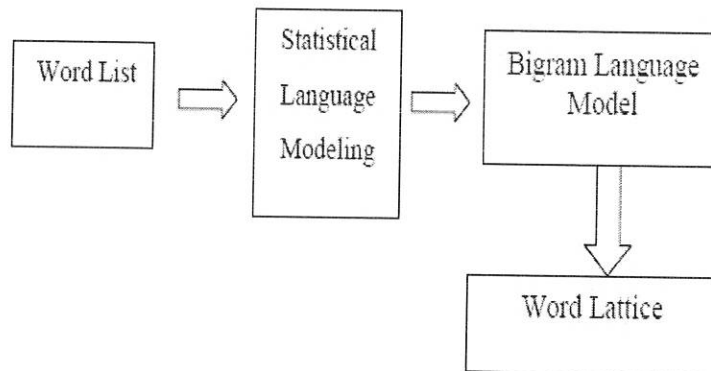 Word List
Statistical
Language
Modeling
Bigram Language
Model
Word Lattice